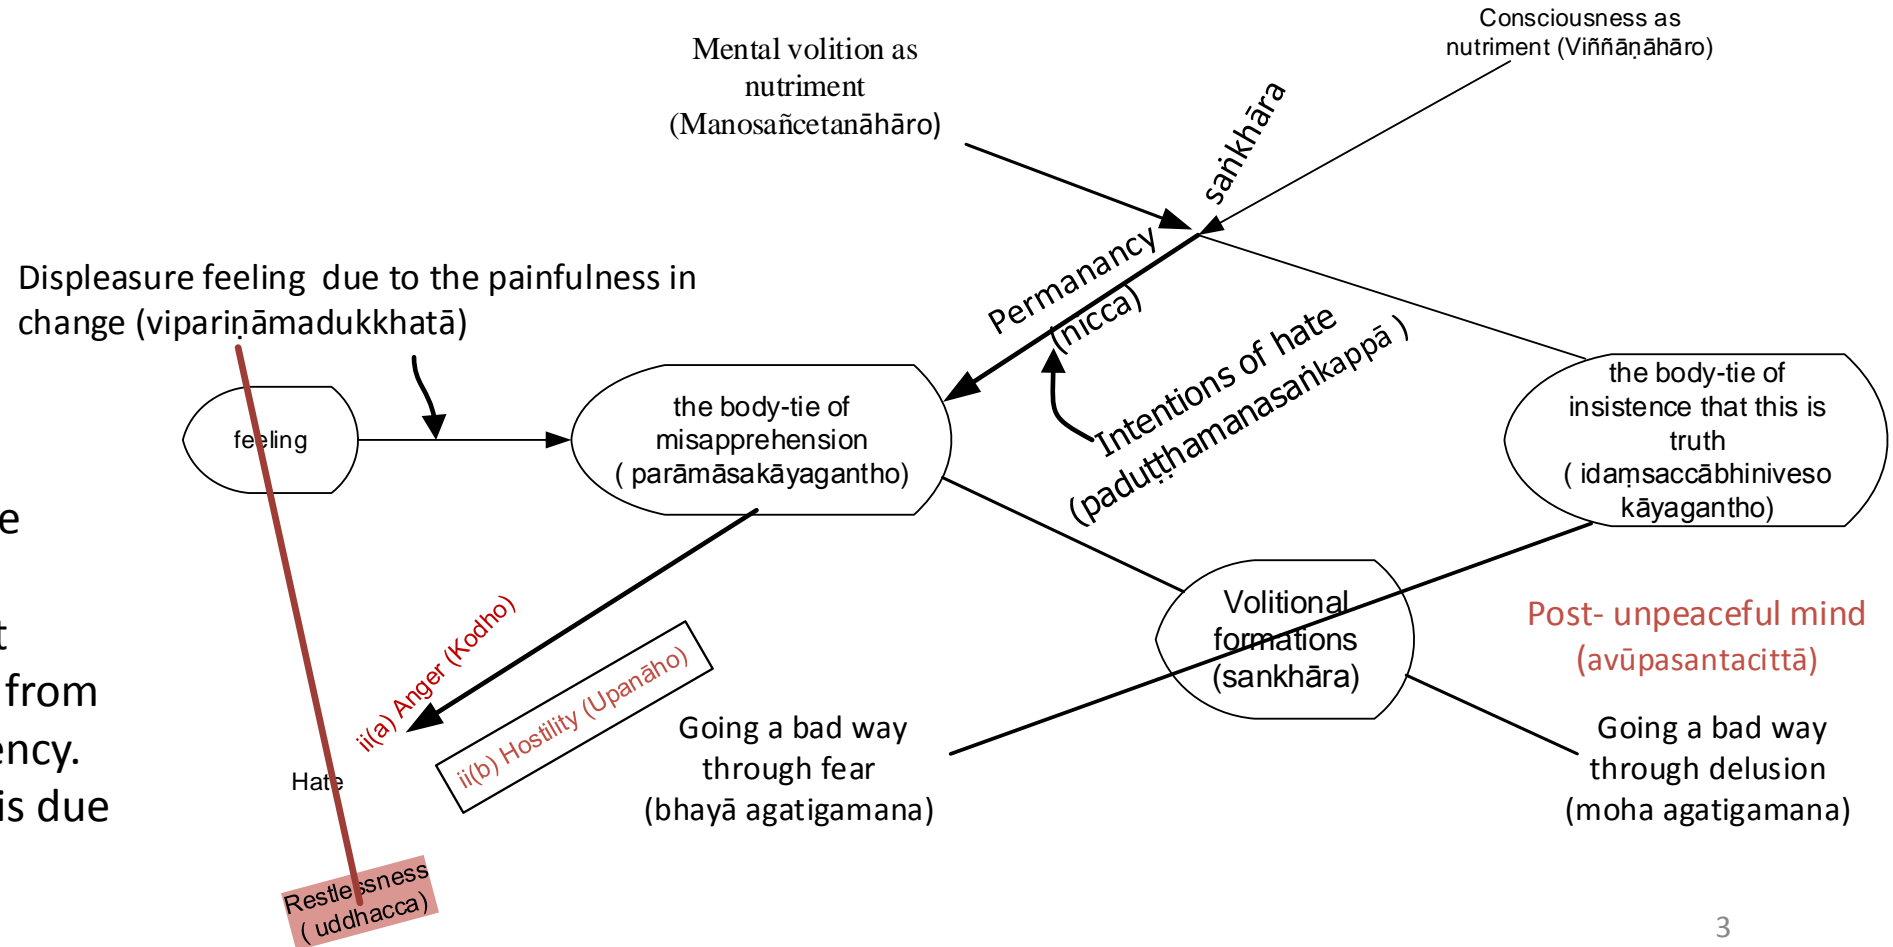 Consciousness as
nutriment (Viññāṇāhāro)
Mental volition as
nutriment
(Manosañcetanāhāro)
saṅkhāra
Permanancy
(nicca)
Displeasure feeling  due to the painfulness in
change (vipariṇāmadukkhatā)
Intentions of hate
(paduṭṭhamanasaṅkappā )
feeling
the body-tie of
misapprehension
( parāmāsakāyagantho)
the body-tie of
insistence that this is
truth
( idaṃsaccābhiniveso
kāyagantho)
e
t
from
ency.
is due
Volitional
formations
(sankhāra)
Post- unpeaceful mind
(avūpasantacittā)
ii(a) Anger (Kodho)
ii(b) Hostility (Upanāho)
Hate
Going a bad way
through fear
(bhayā agatigamana)
Going a bad way
through delusion
(moha agatigamana)
Restlessness
( uddhacca)
3